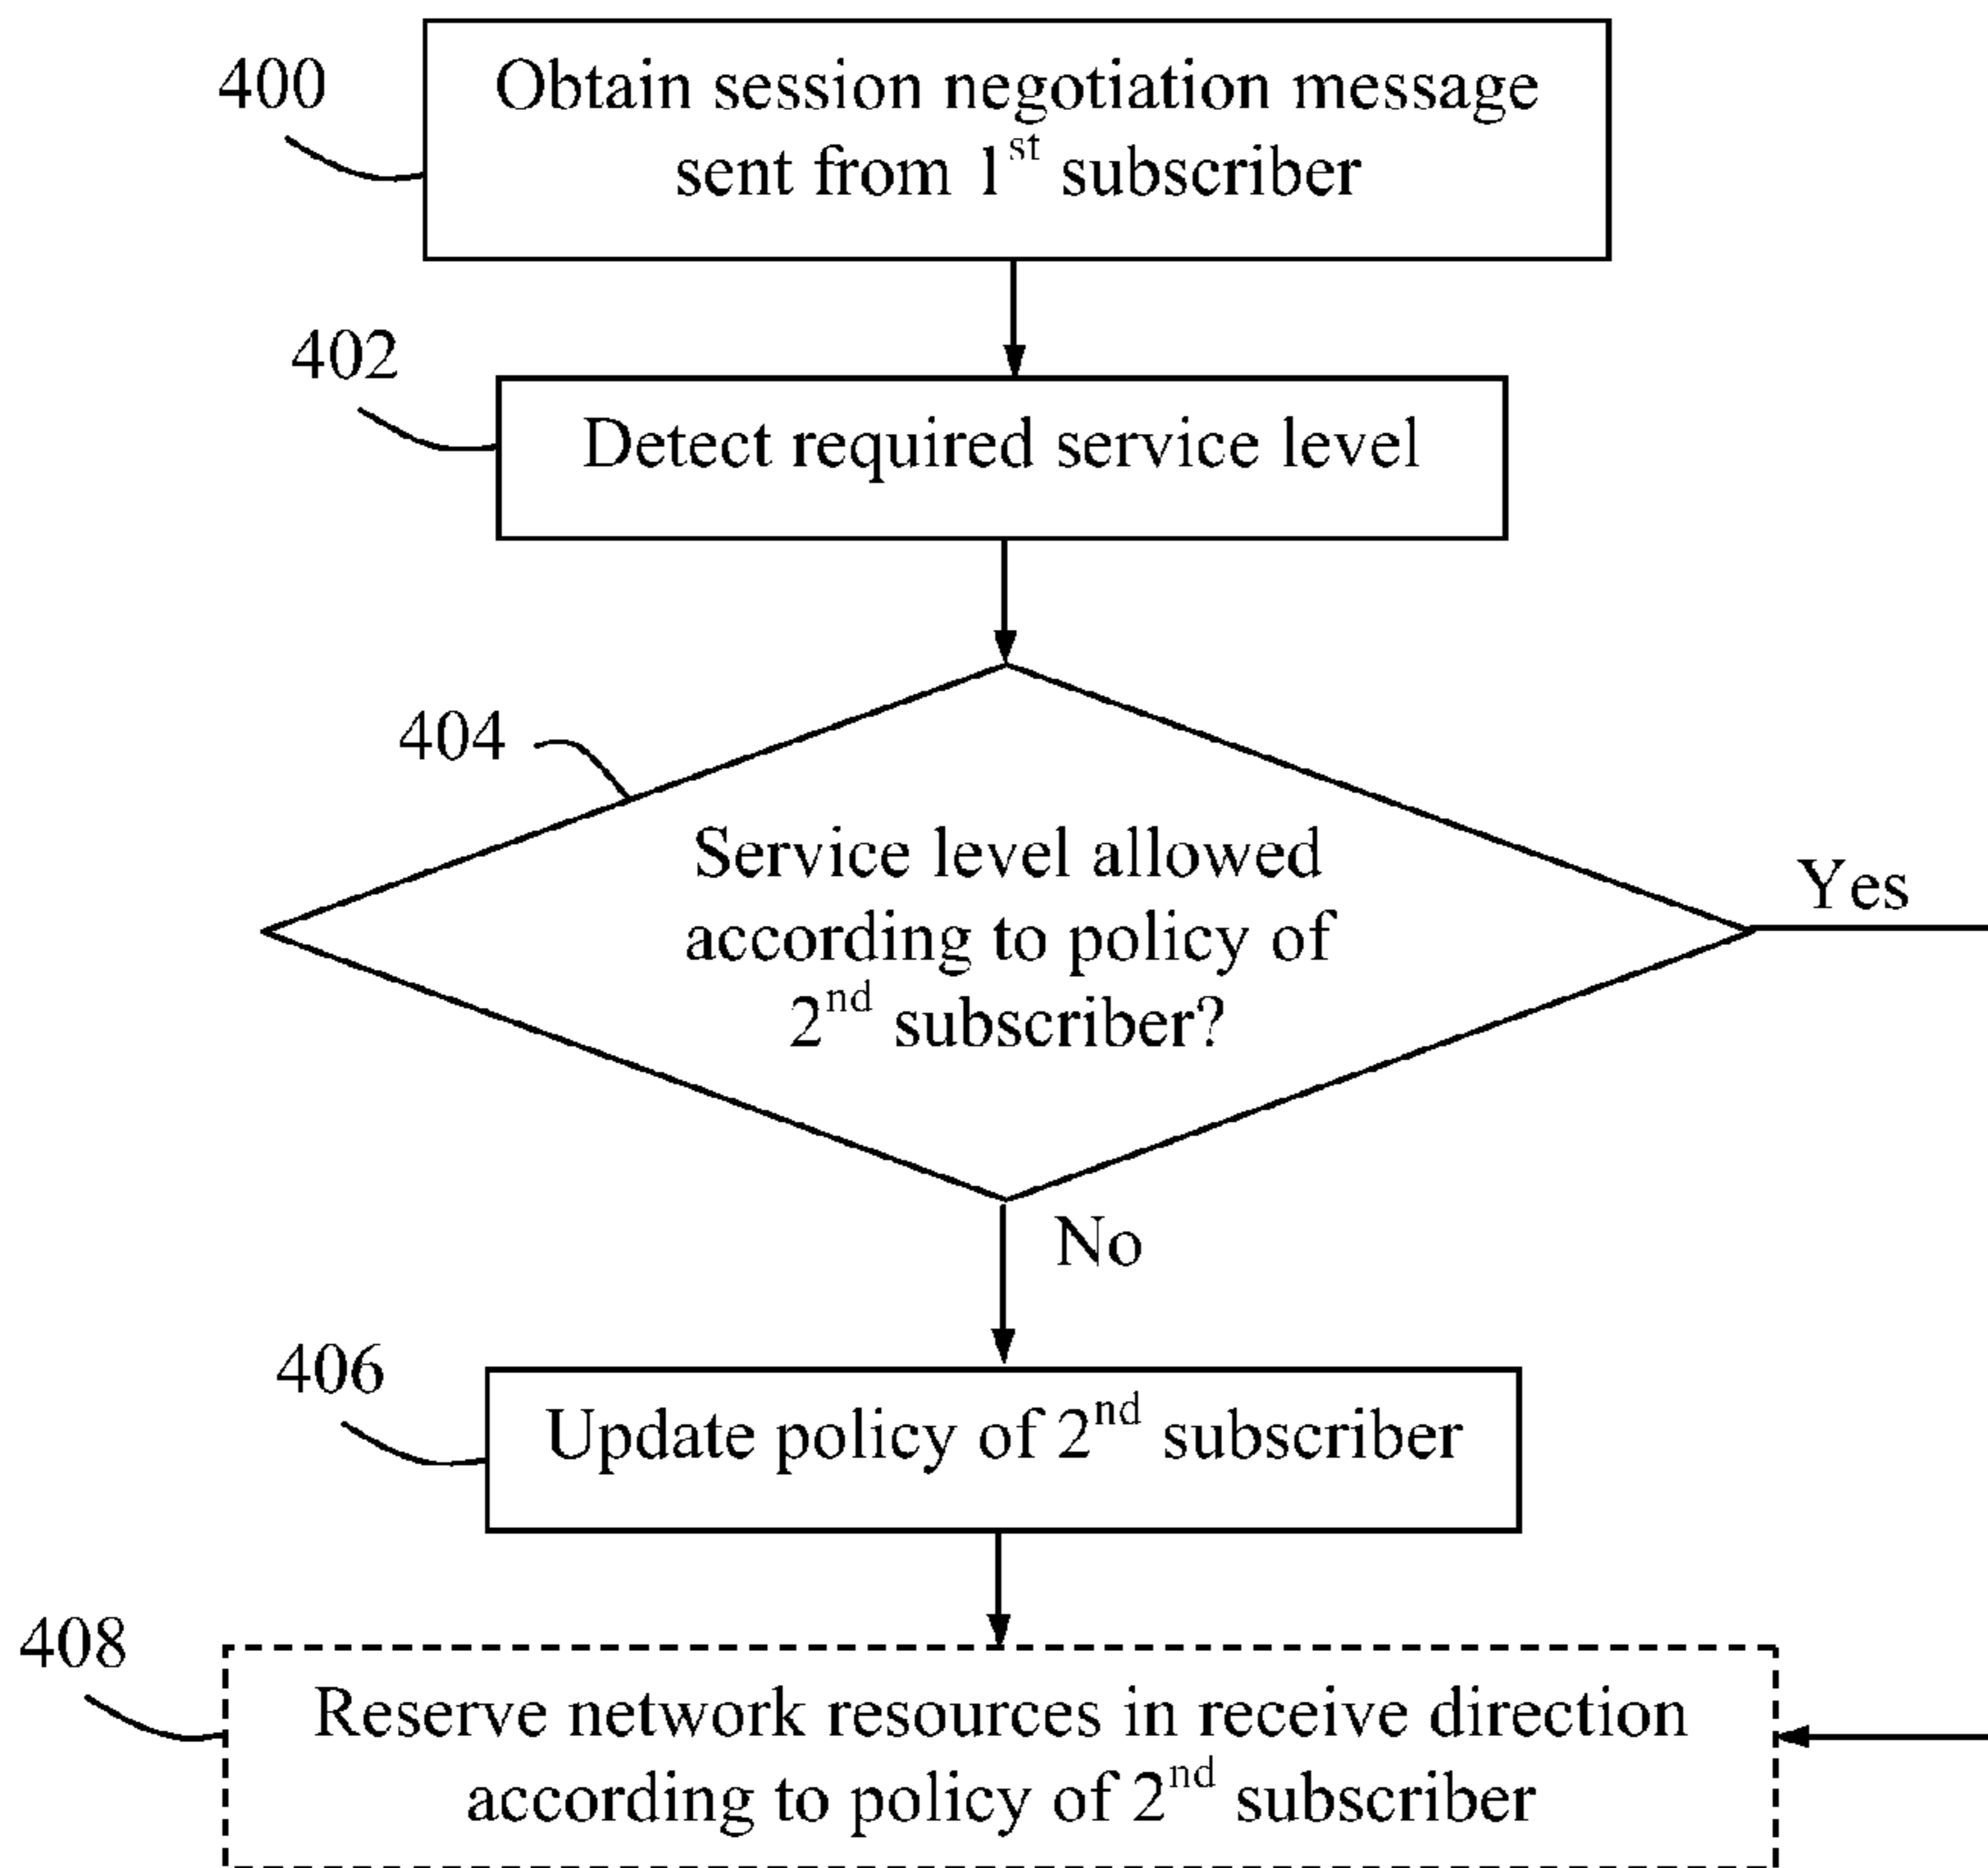 400
Obtain session negotiation message
sent from 1st subscriber
402
Detect required service level
404
Service level allowed
according to policy of
2nd subscriber?
Yes
No
406
Update policy of 2nd subscriber
408
Reserve network resources in receive direction
according to policy of 2nd subscriber